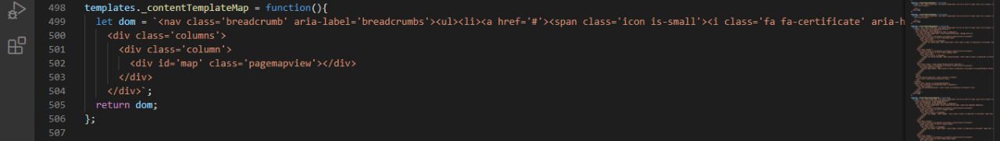 498 templates._contentTemplateMap = function(){
499 let dom = `<nav class='breadcrumb' aria-label='breadcrumbs'><ul><li><a href='#'><span class='icon is-small'><i class='fa fa-certificate' aria-h
500 <div class='columns'>
501 <div class='column'>
502 <div id='map' class='pagemapview'></div>
503 </div>
504 </div>`;
505 return dom;
506 };
507